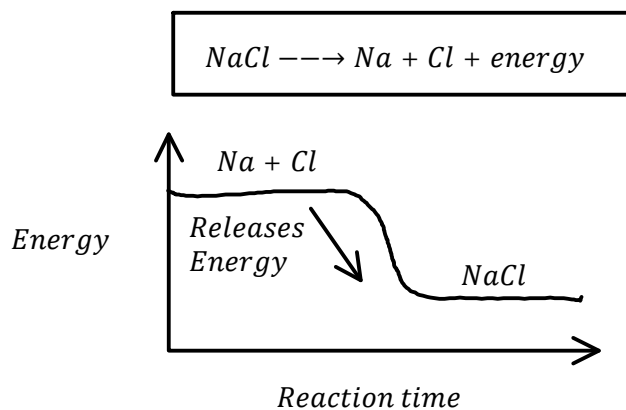 NaCl ---→ Na + Cl + energy
Na + Cl
Releases
Energy
Energy
NaCl
Reaction time